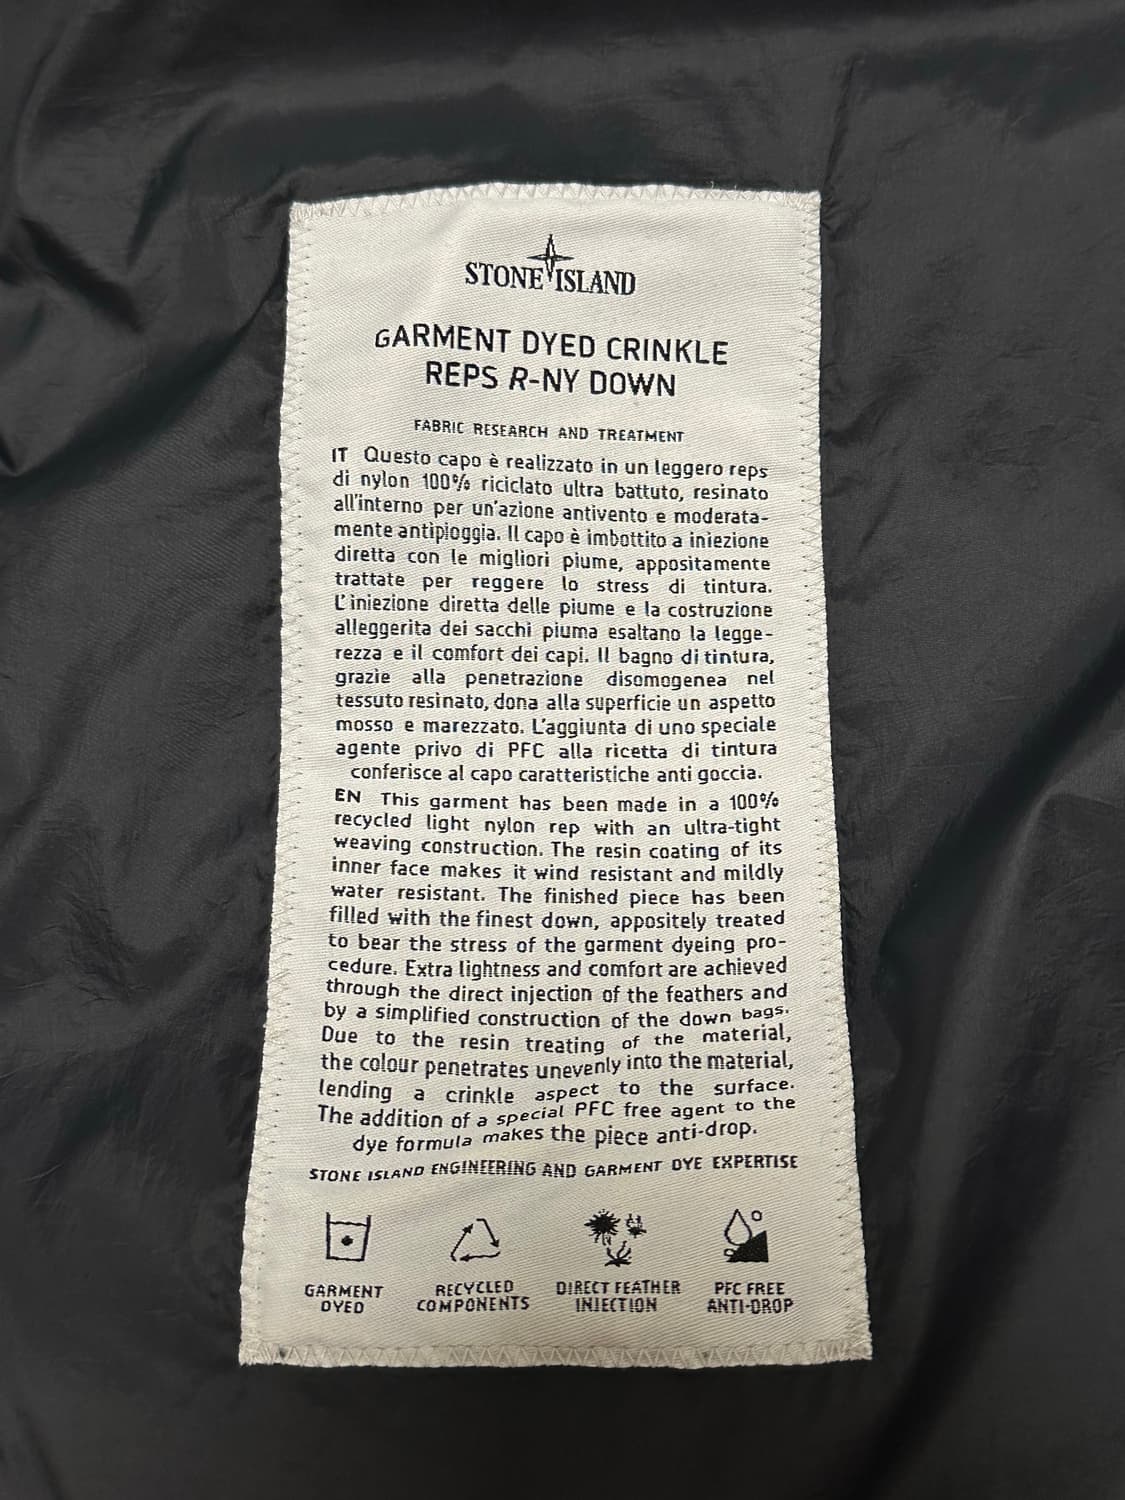 STONE ISLAND
GARMENT DYED CRINKLE
REPS R-NY DOWN
FABRIC RESEARCH AND TREATMENT
IT Questo capo è realizzato in un leggero reps
di nylon 100% riciclato ultra battuto, resinato
all'interno per un'azione antivento e moderata-
mente antipioggia. Il capo è imbottito a iniezione
diretta con le migliori piume, appositamente
trattate per reggere lo stress di tintura.
L'iniezione diretta delle piume e la costruzione
alleggerita dei sacchi piuma esaltano la legge-
rezza e il comfort dei capi. Il bagno di tintura,
grazie alla penetrazione disomogenea nel
tessuto resinato, dona alla superficie un aspetto
mosso e marezzato. L'aggiunta di uno speciale
agente privo di PFC alla ricetta di tintura
conferisce al capo caratteristiche anti goccia.
EN This garment has been made in a 100%
recycled light nylon rep with an ultra-tight
weaving construction. The resin coating of its
inner face makes it wind resistant and mildly
water resistant. The finished piece has been
filled with the finest down, appositely treated
to bear the stress of the garment dyeing pro-
cedure. Extra lightness and comfort are achieved
through the direct injection of the feathers and
by a simplified construction of the down bags.
Due to the resin treating of the material,
the colour penetrates unevenly into the material,
lending a crinkle aspect to the surface.
The addition of a special PFC free agent to the
dye formula makes the piece anti-drop.
STONE ISLAND ENGINEERING AND GARMENT DYE EXPERTISE
GARMENT DYED
RECYCLED COMPONENTS
DIRECT FEATHER INJECTION
PFC FREE ANTI-DROP